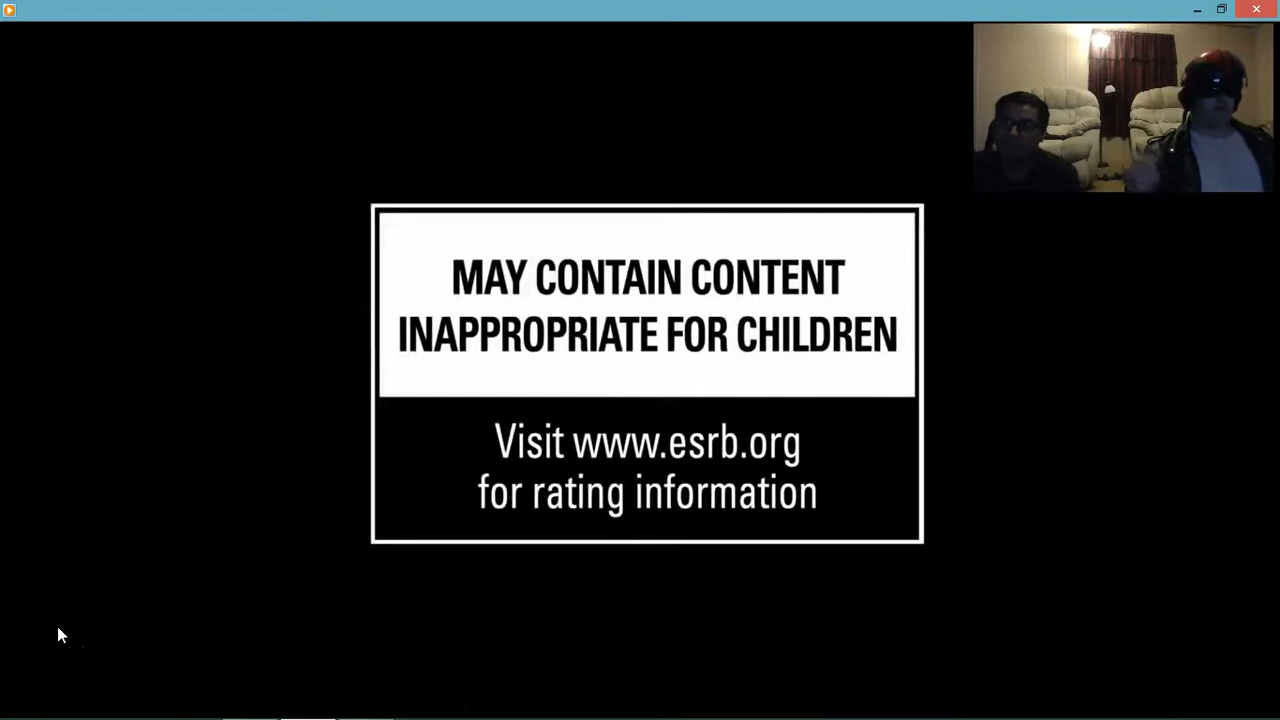 MAY CONTAIN CONTENT
INAPPROPRIATE FOR CHILDREN
Visit www.esrb.org
for rating information